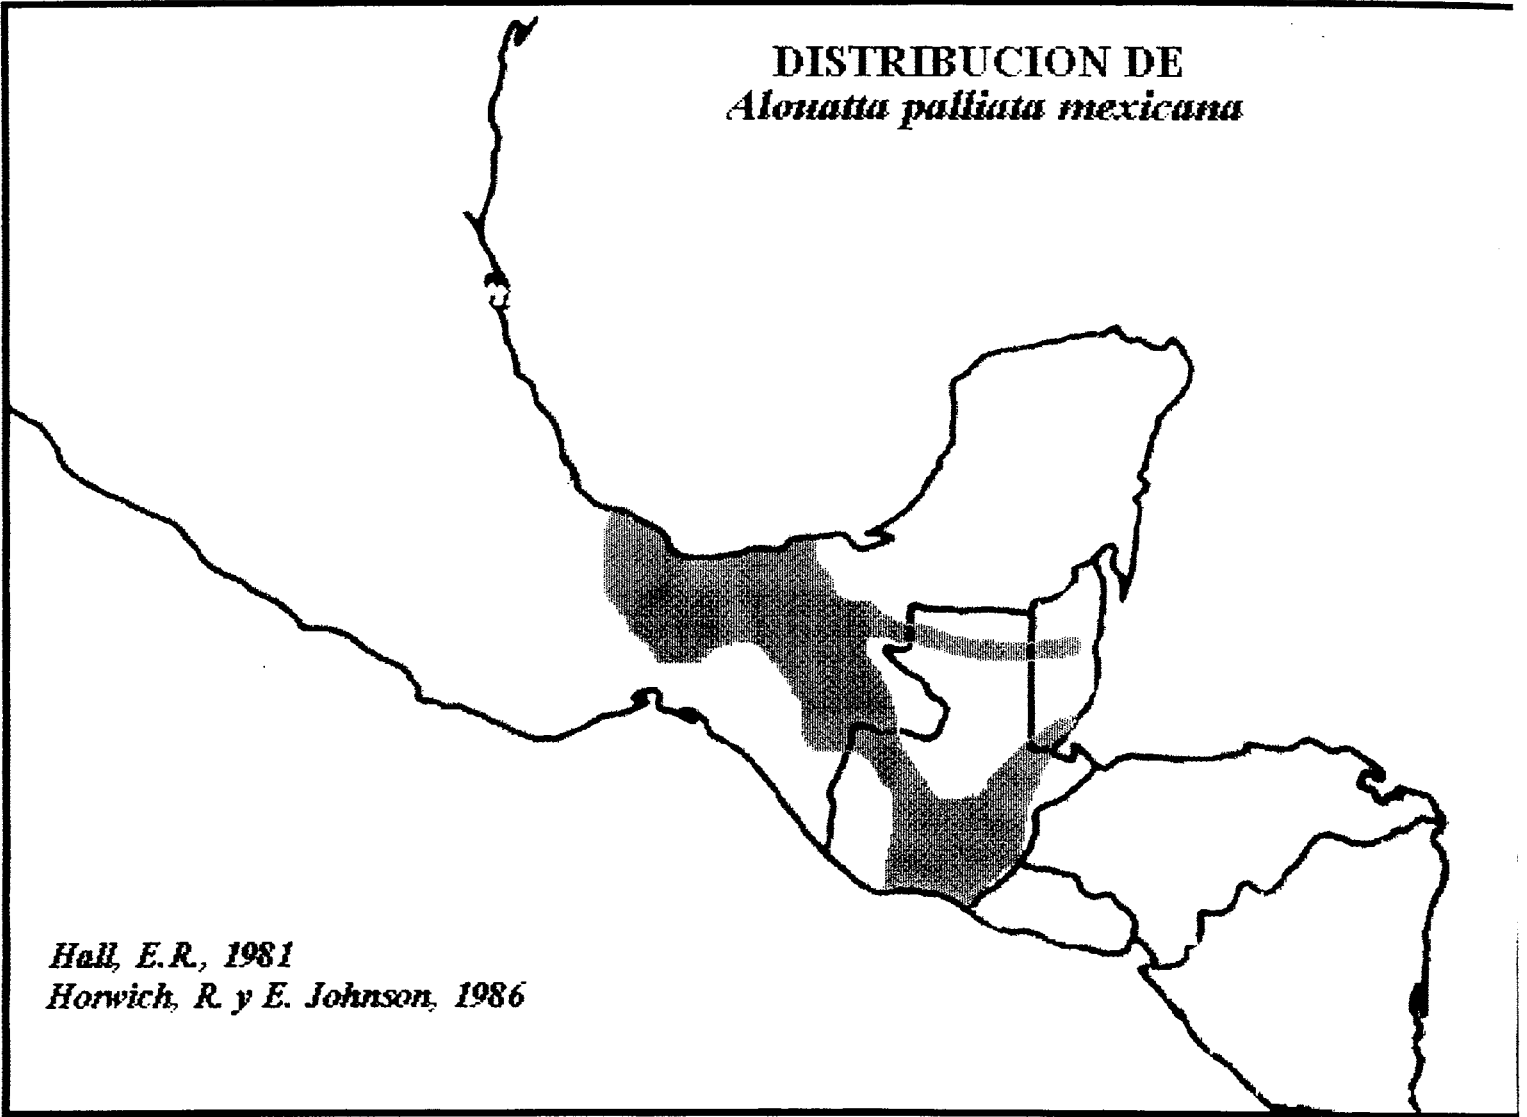 DISTRIBUCION DE
Alouatta palliata mexicana
Hall, E.R., 1981
Horwich, R. y E. Johnson, 1986